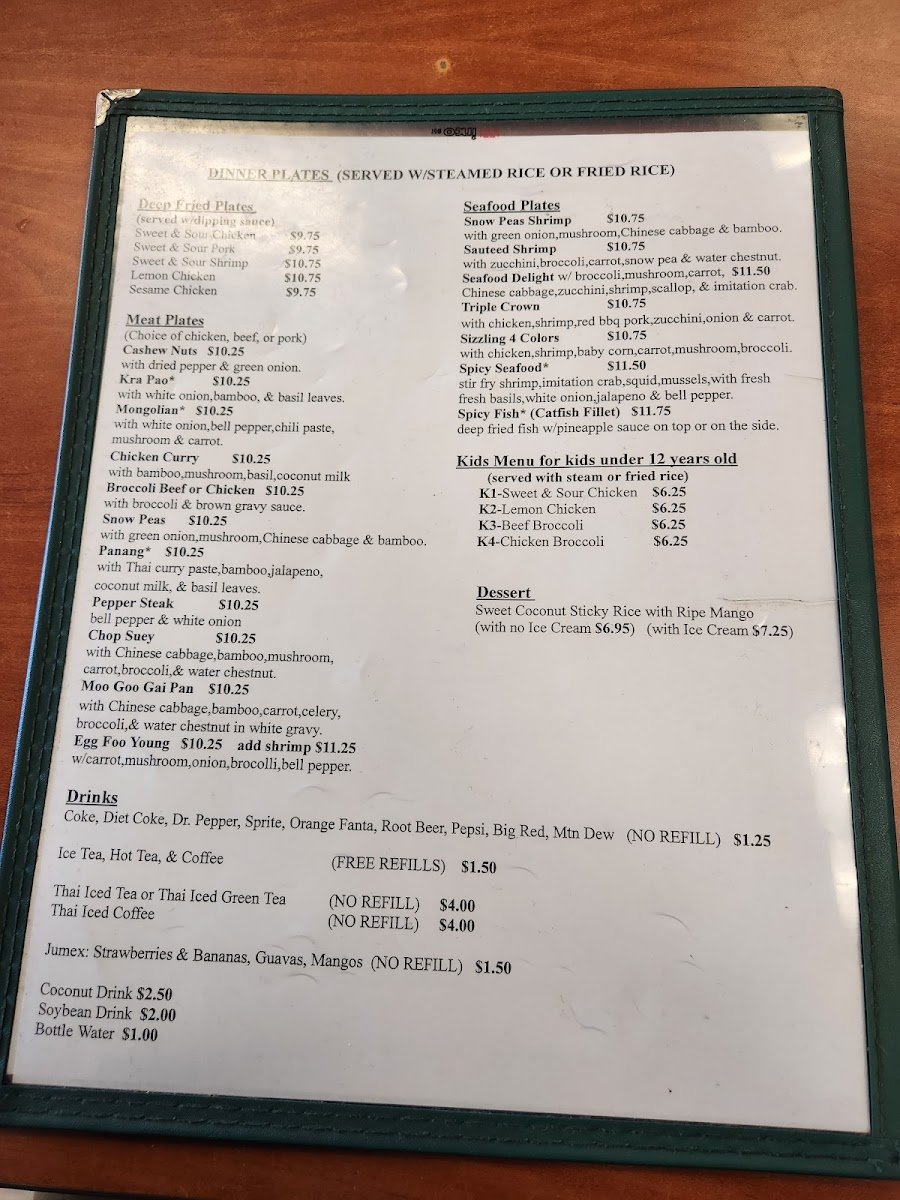 DINNER PLATES (SERVED W/STEAMED RICE OR FRIED RICE)
Deep Fried Plates
(served w/dipping sauce)
Sweet & Sour Chicken $9.75
Sweet & Sour Pork $9.75
Sweet & Sour Shrimp $10.75
Lemon Chicken $10.75
Sesame Chicken $9.75
Meat Plates
(Choice of chicken, beef, or pork)
Cashew Nuts $10.25
with dried pepper & green onion.
Kra Pao* $10.25
with white onion,bamboo, & basil leaves.
Mongolian* $10.25
with white onion,bell pepper,chili paste,
mushroom & carrot.
Chicken Curry $10.25
with bamboo,mushroom,basil,coconut milk
Broccoli Beef or Chicken $10.25
with broccoli & brown gravy sauce.
Snow Peas $10.25
with green onion,mushroom,Chinese cabbage & bamboo.
Panang* $10.25
with Thai curry paste,bamboo,jalapeno,
coconut milk, & basil leaves.
Pepper Steak $10.25
bell pepper & white onion
Chop Suey $10.25
with Chinese cabbage,bamboo,mushroom,
carrot,broccoli,& water chestnut.
Moo Goo Gai Pan $10.25
with Chinese cabbage,bamboo,carrot,celery,
broccoli,& water chestnut in white gravy.
Egg Foo Young $10.25 add shrimp $11.25
w/carrot,mushroom,onion,brocolli,bell pepper.
Seafood Plates
Snow Peas Shrimp $10.75
with green onion,mushroom,Chinese cabbage & bamboo.
Sauteed Shrimp $10.75
with zucchini,broccoli,carrot,snow pea & water chestnut.
Seafood Delight w/ broccoli,mushroom,carrot, $11.50
Chinese cabbage,zucchini,shrimp,scallop, & imitation crab.
Triple Crown $10.75
with chicken,shrimp,red bbq pork,zucchini,onion & carrot.
Sizzling 4 Colors $10.75
with chicken,shrimp,baby corn,carrot,mushroom,broccoli.
Spicy Seafood* $11.50
stir fry shrimp,imitation crab,squid,mussels,with fresh
fresh basils,white onion,jalapeno & bell pepper.
Spicy Fish* (Catfish Fillet) $11.75
deep fried fish w/pineapple sauce on top or on the side.
Kids Menu for kids under 12 years old
(served with steam or fried rice)
K1-Sweet & Sour Chicken $6.25
K2-Lemon Chicken $6.25
K3-Beef Broccoli $6.25
K4-Chicken Broccoli $6.25
Dessert
Sweet Coconut Sticky Rice with Ripe Mango
(with no Ice Cream $6.95) (with Ice Cream $7.25)
Drinks
Coke, Diet Coke, Dr. Pepper, Sprite, Orange Fanta, Root Beer, Pepsi, Big Red, Mtn Dew (NO REFILL) $1.25
Ice Tea, Hot Tea, & Coffee (FREE REFILLS) $1.50
Thai Iced Tea or Thai Iced Green Tea (NO REFILL) $4.00
Thai Iced Coffee (NO REFILL) $4.00
Jumex: Strawberries & Bananas, Guavas, Mangos (NO REFILL) $1.50
Coconut Drink $2.50
Soybean Drink $2.00
Bottle Water $1.00